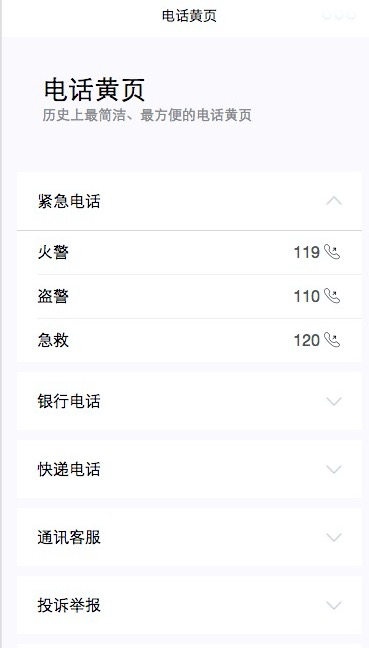 电话黄页
电话黄页
历史上最简洁、最方便的电话黄页
紧急电话
火警 119
盗警 110
急救 120
银行电话
快递电话
通讯客服
投诉举报